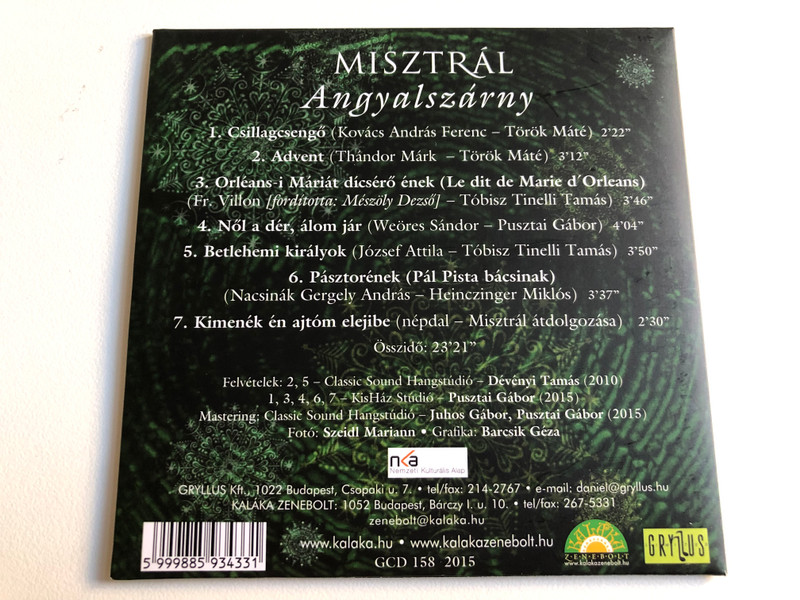 MISZTRÁL
Angyalszárny
1. Csillagcsengő (Kovács András Ferenc – Török Máté) 2'22"
2. Advent (Thándor Márk – Török Máté) 3'12"
3. Orléans-i Máriát dícsérő ének (Le dit de Marie d´Orleans)
(Fr. Villon [fordította: Mészöly Dezső] – Tóbisz Tinelli Tamás) 3'46"
4. Nől a dér, álom jár (Weöres Sándor – Pusztai Gábor) 4'04"
5. Betlehemi királyok (József Attila – Tóbisz Tinelli Tamás) 3'50"
6. Pásztorének (Pál Pista bácsinak)
(Nacsinák Gergely András – Heinczinger Miklós) 3'37"
7. Kimenék én ajtóm elejibe (népdal – Misztrál átdolgozása) 2'30"
Összidő: 23'21"
Felvételek: 2, 5 – Classic Sound Hangstúdió – Dévényi Tamás (2010)
1, 3, 4, 6, 7 – KisHáz Stúdió – Pusztai Gábor (2015)
Mastering: Classic Sound Hangstúdió – Juhos Gábor, Pusztai Gábor (2015)
Fotó: Szeidl Mariann • Grafika: Barcsik Géza
nka
Nemzeti Kulturális Alap
GRYLLUS Kft., 1022 Budapest, Csopaki u. 7. • tel/fax: 214-2767 • e-mail: daniel@gryllus.hu
KALÁKA ZENEBOLT: 1052 Budapest, Bárczy I. u. 10. • tel/fax: 267-5331
zenebolt@kalaka.hu
www.kalaka.hu • www.kalakazenebolt.hu
GCD 158 2015
5 999885 934331
KALÁKA
ZENEBOLT
www.kalakazenebolt.hu
GRYLLUS